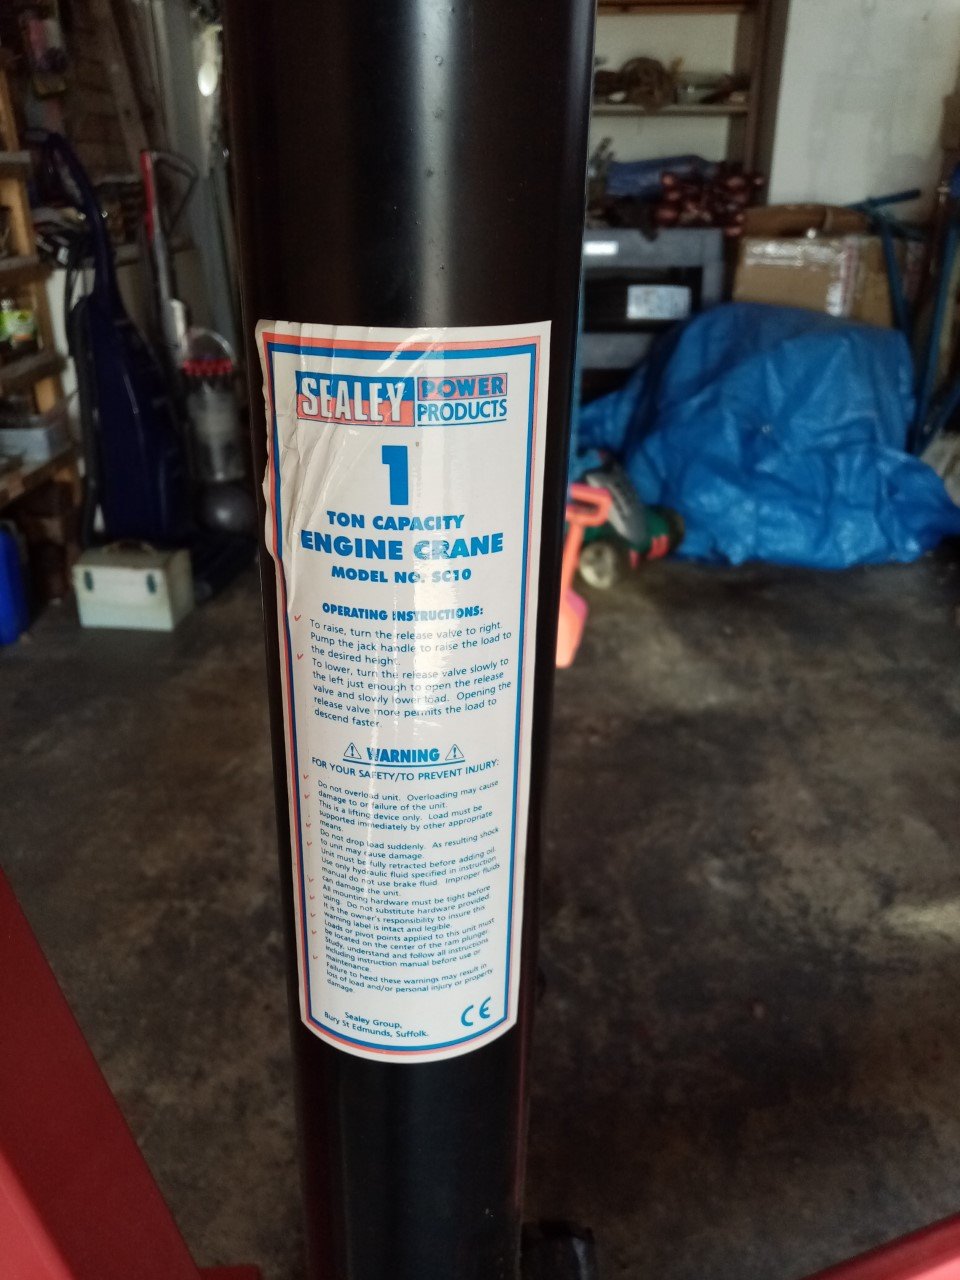 SEALEY POWER PRODUCTS
1
TON CAPACITY
ENGINE CRANE
MODEL NO. SC10
OPERATING INSTRUCTIONS:
To raise, turn the release valve to right.
Pump the jack handle to raise the load to
the desired height.
To lower, turn the release valve slowly to
the left just enough to open the release
valve and slowly lower load. Opening the
release valve more permits the load to
descend faster.
WARNING
FOR YOUR SAFETY/TO PREVENT INJURY:
Do not overload unit. Overloading may cause
damage to or failure of the unit.
This is a lifting device only. Load must be
supported immediately by other appropriate
means.
Do not drop load suddenly. As resulting shock
to unit may cause damage.
Unit must be fully retracted before adding oil.
Use only hydraulic fluid specified in instruction
manual do not use brake fluid. Improper fluids
can damage the unit.
All mounting hardware must be tight before
using. Do not substitute hardware provided.
It is the owner's responsibility to insure this
warning label is intact and legible.
Loads or pivot points applied to this unit must
be located on the center of the ram plunger.
Study, understand and follow all instructions
including instruction manual before use or
maintenance.
Failure to heed these warnings may result in
loss of load and/or personal injury or property
damage.
Sealey Group,
Bury St Edmunds, Suffolk.
CE